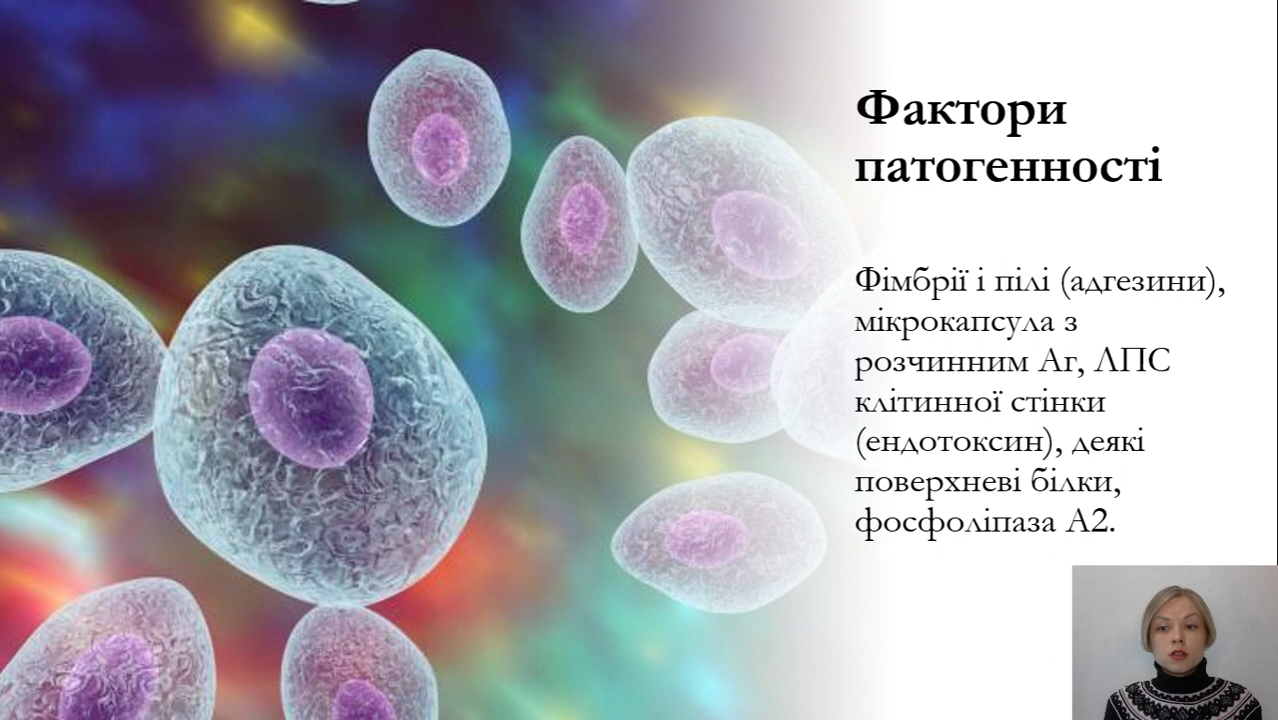 Фактори
патогенності
Фімбрії і пілі (адгезини),
мікрокапсула з
розчинним Аг, ЛПС
клітинної стінки
(ендотоксин), деякі
поверхневі білки,
фосфоліпаза А2.